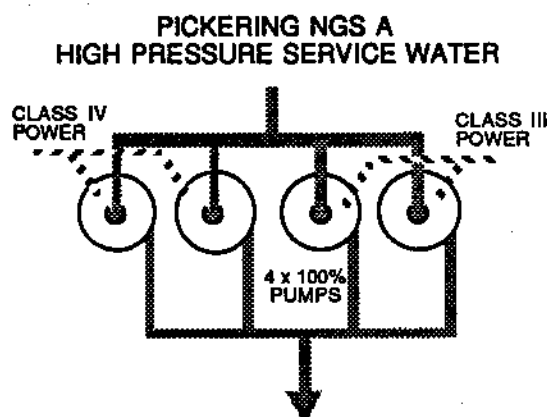 PICKERING NGS A
HIGH PRESSURE SERVICE WATER
CLASS IV
POWER
CLASS III
POWER
4 x 100%
PUMPS